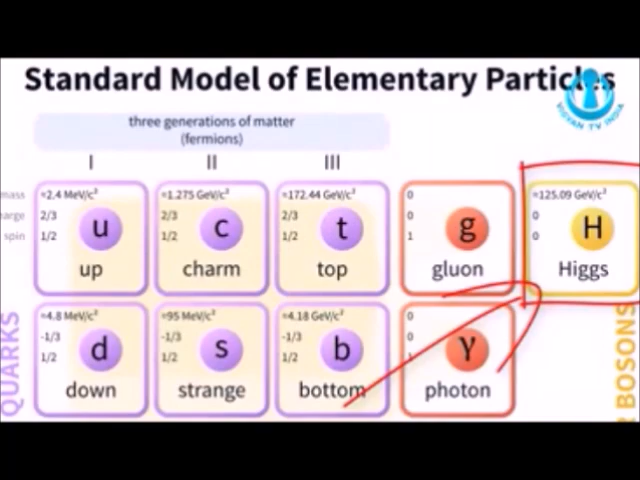 Standard Model of Elementary Particles
VIGYAN TV INDIA
three generations of matter
(fermions)
I II III
mass ≈2.4 MeV/c² ≈1.275 GeV/c² ≈172.44 GeV/c² 0 ≈125.09 GeV/c²
charge 2/3 2/3 2/3 0 0
spin 1/2 1/2 1/2 1 0
u c t g H
up charm top gluon Higgs
≈4.8 MeV/c² ≈95 MeV/c² ≈4.18 GeV/c² 0
-1/3 -1/3 -1/3 0
1/2 1/2 1/2 1
d s b γ
down strange bottom photon
QUARKS
BOSONS